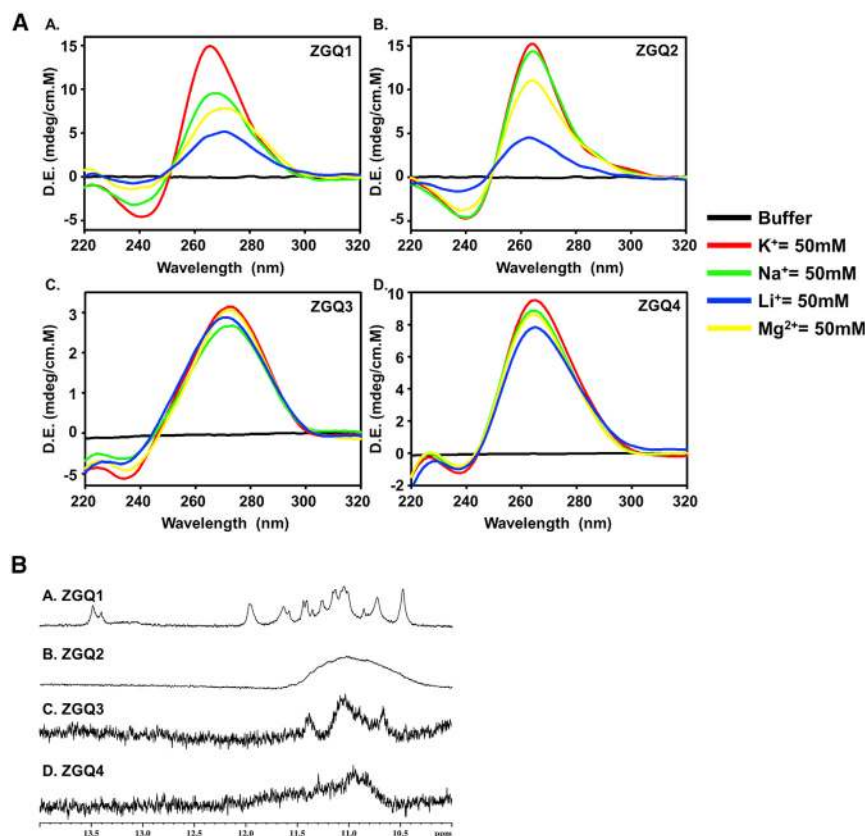 A
A.
ZGQ1
15
10
5
0
-5
D.E. (mdeg/cm.M)
220 240 260 280 300 320
Wavelength (nm)
B.
ZGQ2
15
10
5
0
-5
D.E. (mdeg/cm.M)
220 240 260 280 300 320
Wavelength (nm)
C.
ZGQ3
3
2
1
0
-5
D.E. (mdeg/cm.M)
220 240 260 280 300 320
Wavelength (nm)
D.
ZGQ4
10
8
6
4
2
0
-2
D.E. (mdeg/cm.M)
220 240 260 280 300 320
Wavelength (nm)
Buffer
K⁺= 50mM
Na⁺= 50mM
Li⁺= 50mM
Mg²⁺= 50mM
B
A. ZGQ1
B. ZGQ2
C. ZGQ3
D. ZGQ4
13.5 13.0 12.5 12.0 11.5 11.0 10.5 ppm